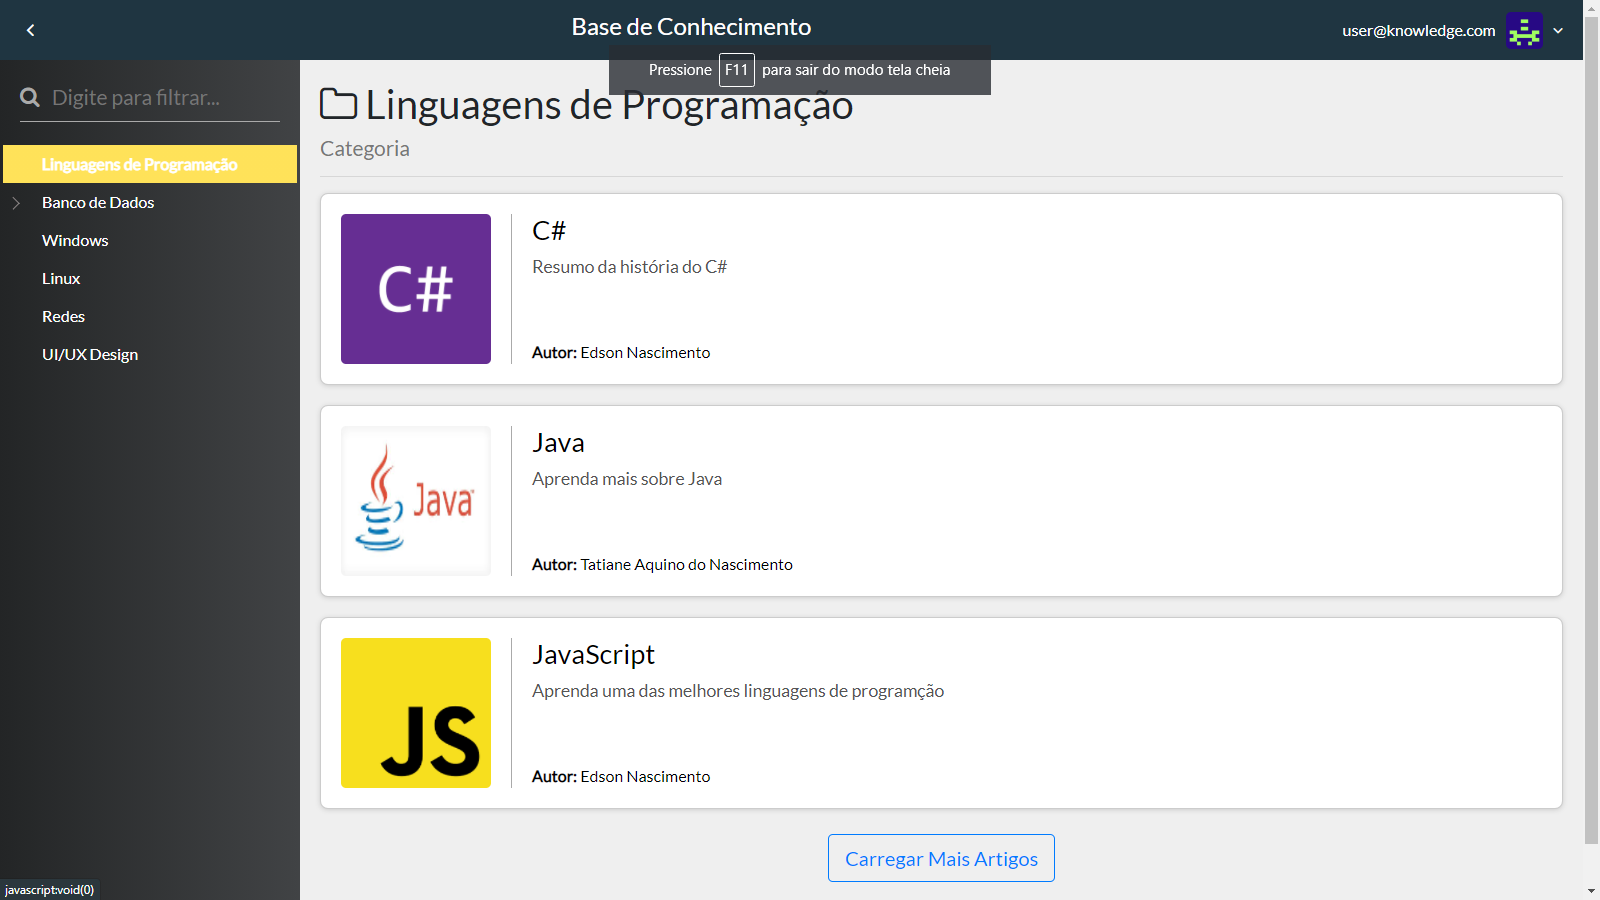 Base de Conhecimento
user@knowledge.com
Pressione F11 para sair do modo tela cheia
Digite para filtrar...
Linguagens de Programação
Banco de Dados
Windows
Linux
Redes
UI/UX Design
Linguagens de Programação
Categoria
C#
C#
Resumo da história do C#
Autor: Edson Nascimento
Java
Java
Aprenda mais sobre Java
Autor: Tatiane Aquino do Nascimento
JS
JavaScript
Aprenda uma das melhores linguagens de programção
Autor: Edson Nascimento
Carregar Mais Artigos
javascript:void(0)